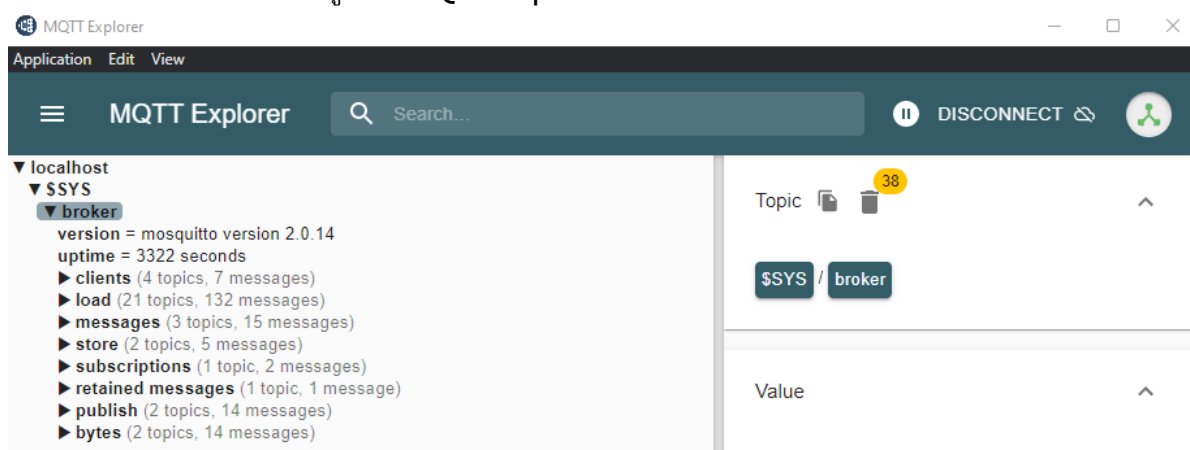 MQTT Explorer
Application Edit View
MQTT Explorer
Search...
DISCONNECT
▼ localhost
▼ $SYS
▼ broker
version = mosquitto version 2.0.14
uptime = 3322 seconds
▶ clients (4 topics, 7 messages)
▶ load (21 topics, 132 messages)
▶ messages (3 topics, 15 messages)
▶ store (2 topics, 5 messages)
▶ subscriptions (1 topic, 2 messages)
▶ retained messages (1 topic, 1 message)
▶ publish (2 topics, 14 messages)
▶ bytes (2 topics, 14 messages)
Topic 38
$SYS / broker
Value